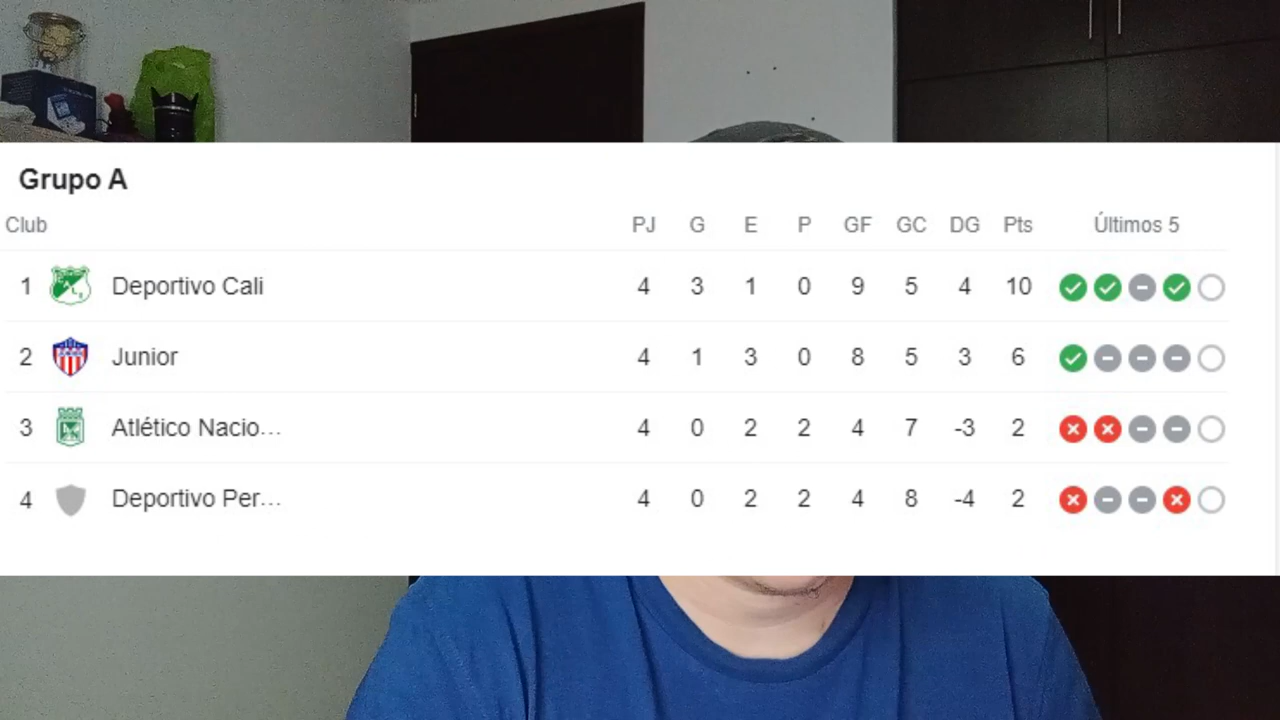 Grupo A
Club PJ G E P GF GC DG Pts Últimos 5
1 Deportivo Cali 4 3 1 0 9 5 4 10
2 Junior 4 1 3 0 8 5 3 6
3 Atlético Nacio... 4 0 2 2 4 7 -3 2
4 Deportivo Per... 4 0 2 2 4 8 -4 2